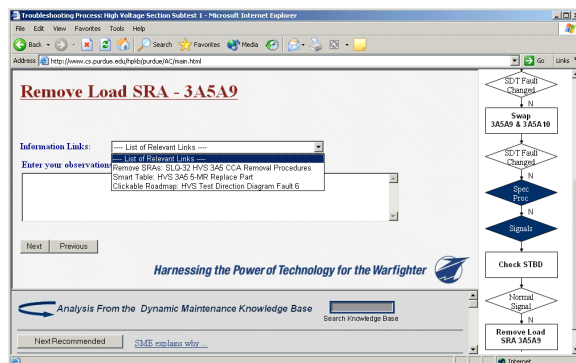 Troubleshooting Process: High Voltage Section Subtest 1 - Microsoft Internet Explorer
File Edit View Favorites Tools Help
Back Search Favorites Media
Address http://www.cs.purdue.edu/hpkb/purdue/AC/main.html Go Links
Remove Load SRA - 3A5A9
Information Links: ---- List of Relevant Links ----
---- List of Relevant Links ----
Enter your observations
Remove SRAs: SLQ-32 HVS 3A5 CCA Removal Procedures
Smart Table: HVS 3A5 5-MR Replace Part
Clickable Roadmap: HVS Test Direction Diagram Fault 6
Next Previous
Harnessing the Power of Technology for the Warfighter
Analysis From the Dynamic Maintenance Knowledge Base
Search Knowledge Base
Next Recommended SME explains why ...
SDT Fault
Changed
N
Swap
3A5A9 & 3A5A10
SDT Fault
Changed
N
Spec
Proc
N
Signals
Check STBD
Normal
Signal
N
Remove Load
SRA 3A5A9
Internet